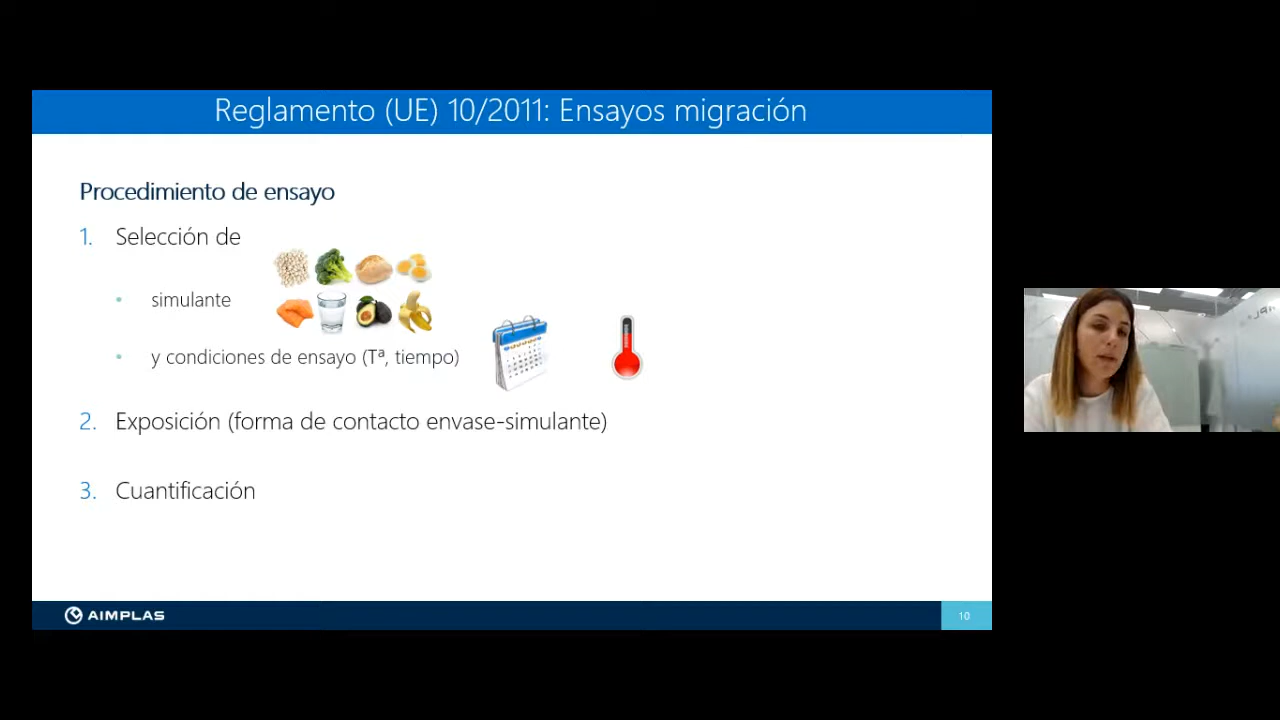 Reglamento (UE) 10/2011: Ensayos migración
Procedimiento de ensayo
1. Selección de
• simulante
• y condiciones de ensayo (Tª, tiempo)
2. Exposición (forma de contacto envase-simulante)
3. Cuantificación
AIMPLAS
10